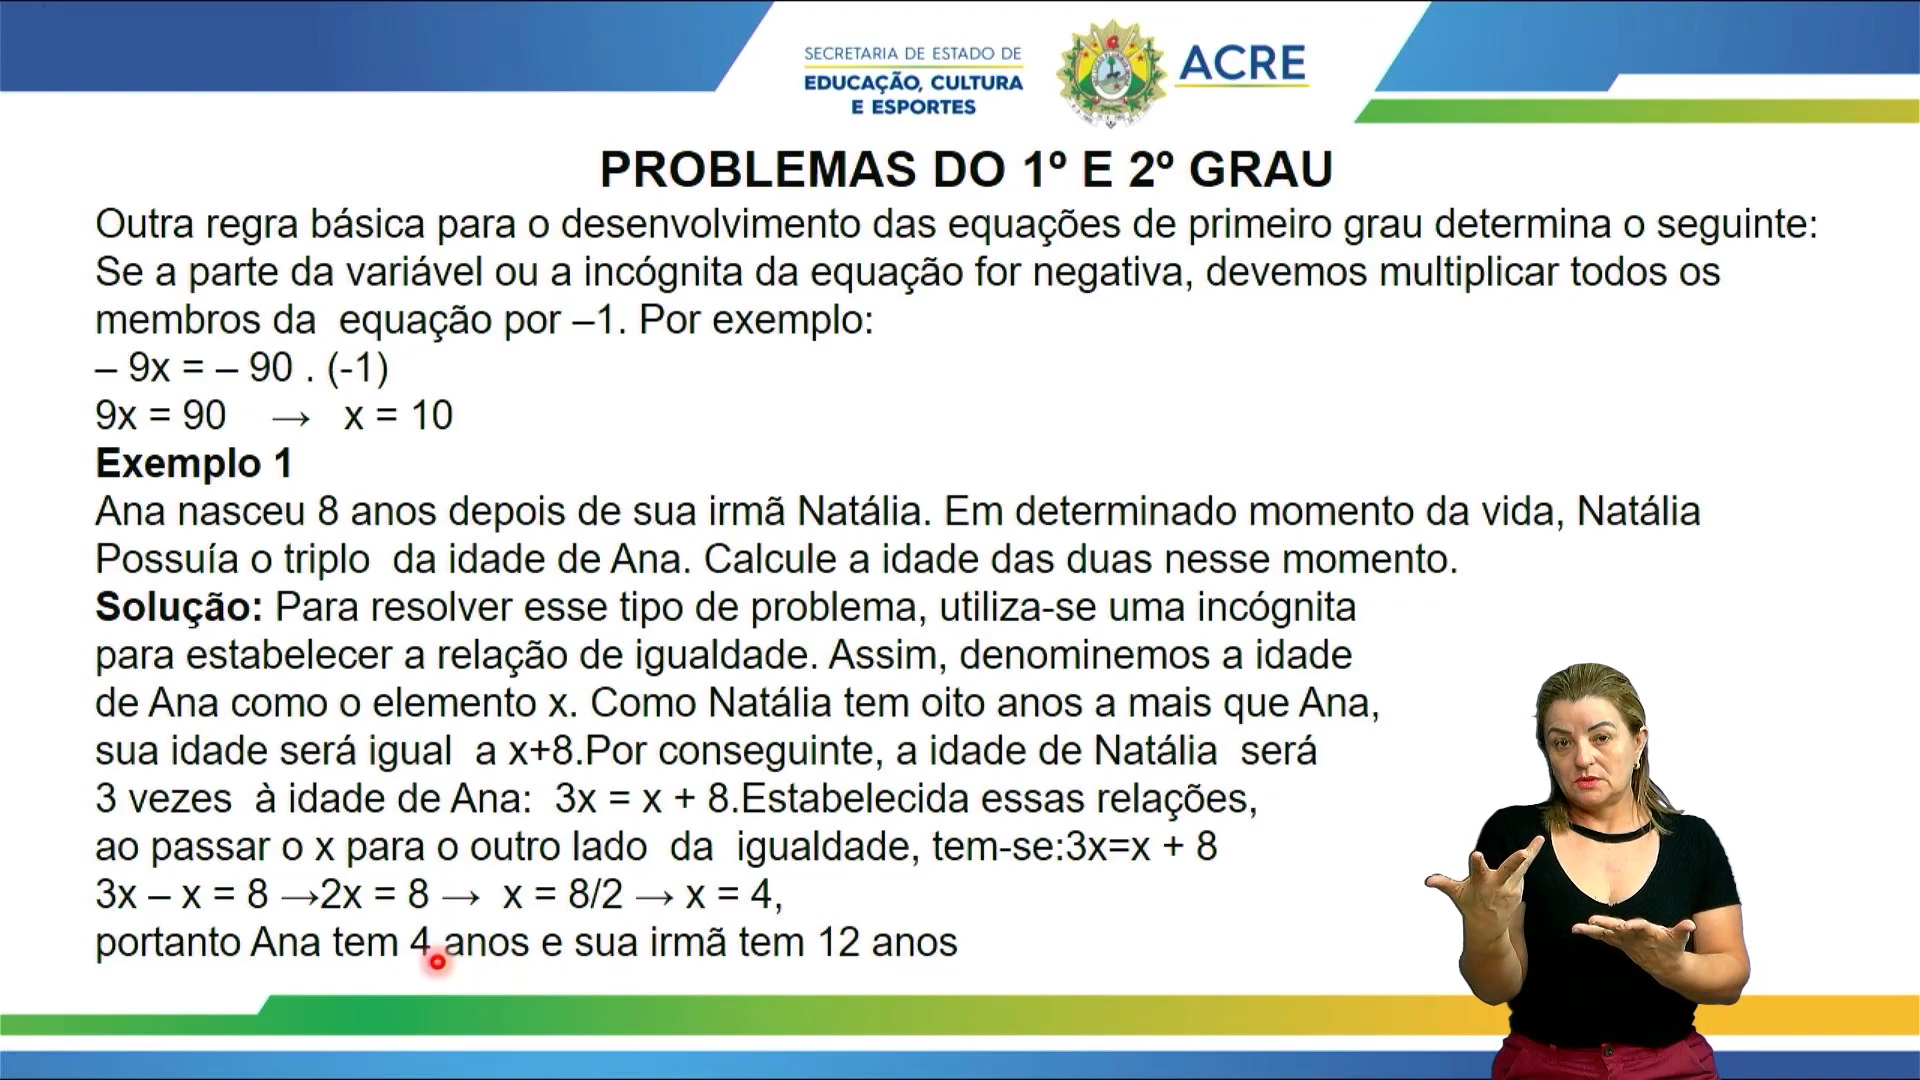 SECRETARIA DE ESTADO DE
EDUCAÇÃO, CULTURA
E ESPORTES
ACRE
PROBLEMAS DO 1º E 2º GRAU
Outra regra básica para o desenvolvimento das equações de primeiro grau determina o seguinte:
Se a parte da variável ou a incógnita da equação for negativa, devemos multiplicar todos os
membros da  equação por –1. Por exemplo:
– 9x = – 90 . (-1)
9x = 90    →   x = 10
Exemplo 1
Ana nasceu 8 anos depois de sua irmã Natália. Em determinado momento da vida, Natália
Possuía o triplo  da idade de Ana. Calcule a idade das duas nesse momento.
Solução: Para resolver esse tipo de problema, utiliza-se uma incógnita
para estabelecer a relação de igualdade. Assim, denominemos a idade
de Ana como o elemento x. Como Natália tem oito anos a mais que Ana,
sua idade será igual  a x+8.Por conseguinte, a idade de Natália  será
3 vezes  à idade de Ana:  3x = x + 8.Estabelecida essas relações,
ao passar o x para o outro lado  da  igualdade, tem-se:3x=x + 8
3x – x = 8 →2x = 8 →  x = 8/2 → x = 4,
portanto Ana tem 4 anos e sua irmã tem 12 anos